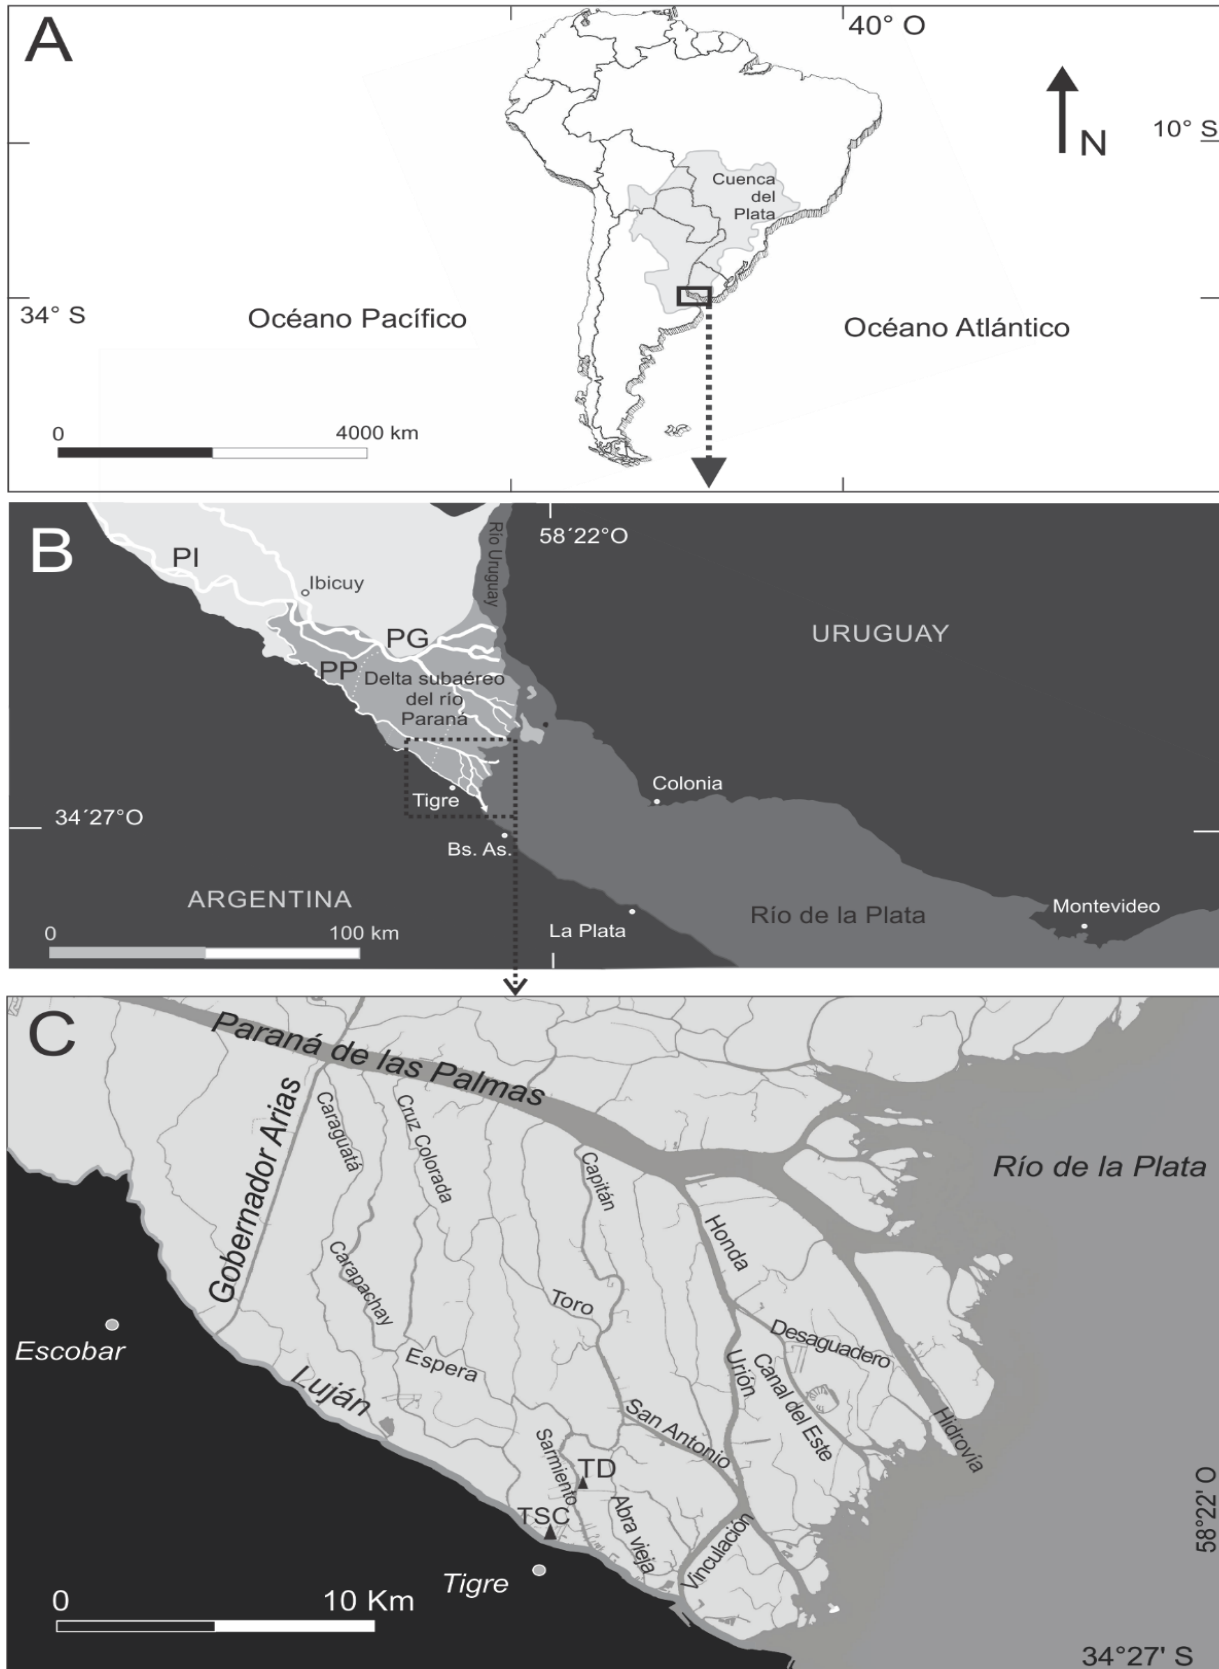 A
40° O
N
10° S
Cuenca
del
Plata
34° S
Océano Pacífico
Océano Atlántico
0
4000 km
B
58´22°O
Río Uruguay
PI
Ibicuy
URUGUAY
PG
PP
Delta subaéreo
del río
Paraná
Colonia
Tigre
34´27°O
Bs. As.
ARGENTINA
Río de la Plata
Montevideo
La Plata
0
100 km
C
Paraná de las Palmas
Gobernador Arias
Caraguatá
Cruz Colorada
Capitán
Río de la Plata
Honda
Carapachay
Toro
Escobar
Desaguadero
Espera
Urión
Canal del Este
Luján
San Antonio
Hidrovía
Sarmiento
TD
Abra vieja
TSC
Vinculación
58°22' O
Tigre
0
10 Km
34°27' S